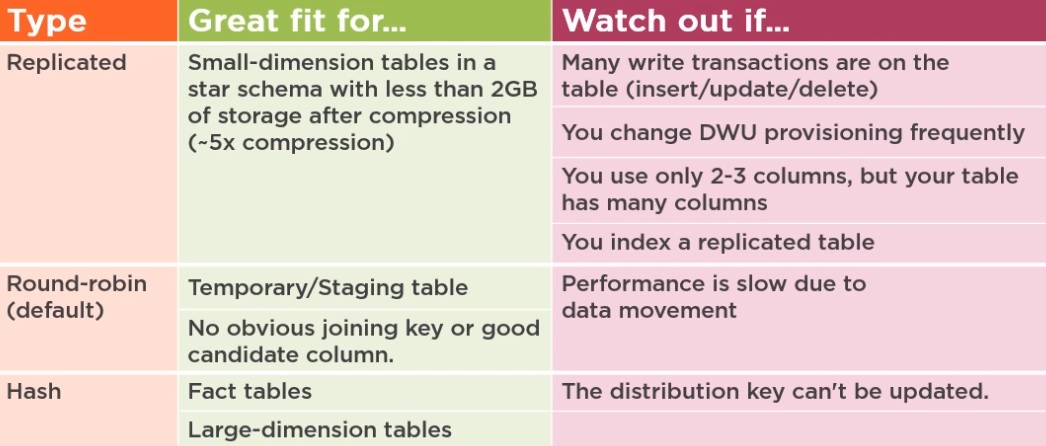 Type
Great fit for...
Watch out if...
Replicated
Small-dimension tables in a
star schema with less than 2GB
of storage after compression
(~5x compression)
Many write transactions are on the
table (insert/update/delete)
You change DWU provisioning frequently
You use only 2-3 columns, but your table
has many columns
You index a replicated table
Round-robin
(default)
Temporary/Staging table
No obvious joining key or good
candidate column.
Performance is slow due to
data movement
Hash
Fact tables
Large-dimension tables
The distribution key can't be updated.